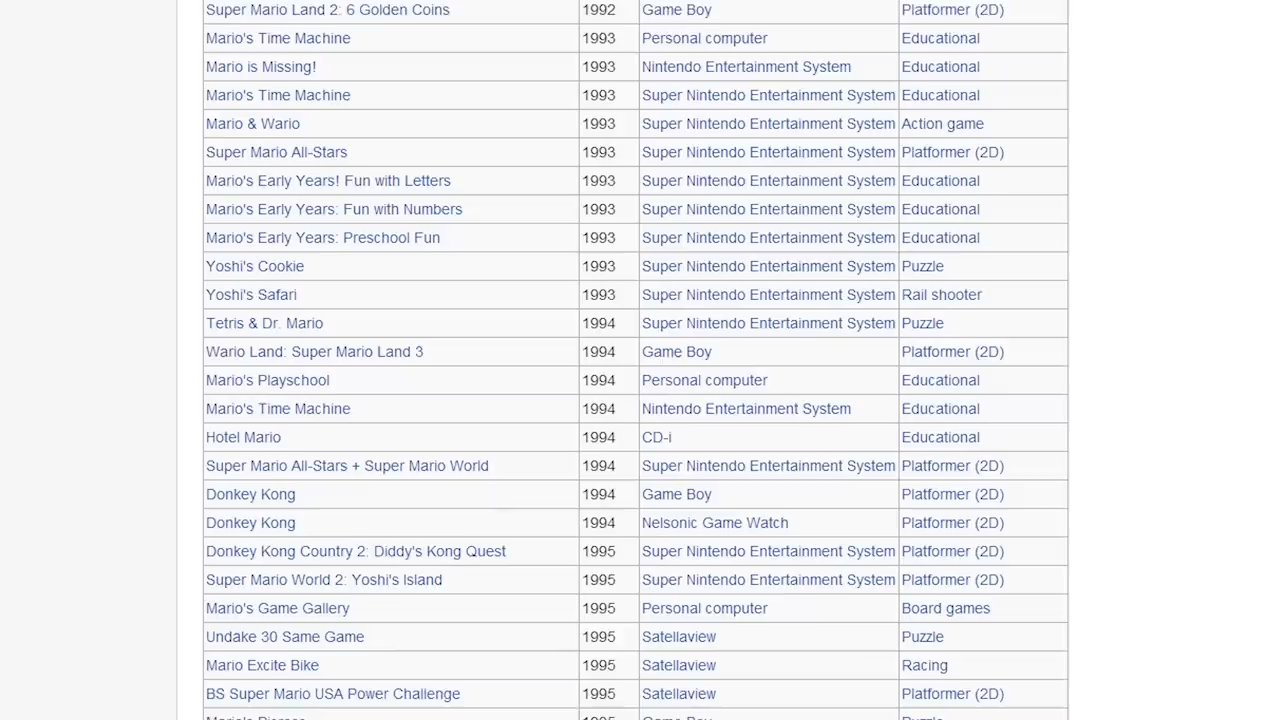 Super Mario Land 2: 6 Golden Coins 1992 Game Boy Platformer (2D)
Mario's Time Machine 1993 Personal computer Educational
Mario is Missing! 1993 Nintendo Entertainment System Educational
Mario's Time Machine 1993 Super Nintendo Entertainment System Educational
Mario & Wario 1993 Super Nintendo Entertainment System Action game
Super Mario All-Stars 1993 Super Nintendo Entertainment System Platformer (2D)
Mario's Early Years! Fun with Letters 1993 Super Nintendo Entertainment System Educational
Mario's Early Years: Fun with Numbers 1993 Super Nintendo Entertainment System Educational
Mario's Early Years: Preschool Fun 1993 Super Nintendo Entertainment System Educational
Yoshi's Cookie 1993 Super Nintendo Entertainment System Puzzle
Yoshi's Safari 1993 Super Nintendo Entertainment System Rail shooter
Tetris & Dr. Mario 1994 Super Nintendo Entertainment System Puzzle
Wario Land: Super Mario Land 3 1994 Game Boy Platformer (2D)
Mario's Playschool 1994 Personal computer Educational
Mario's Time Machine 1994 Nintendo Entertainment System Educational
Hotel Mario 1994 CD-i Educational
Super Mario All-Stars + Super Mario World 1994 Super Nintendo Entertainment System Platformer (2D)
Donkey Kong 1994 Game Boy Platformer (2D)
Donkey Kong 1994 Nelsonic Game Watch Platformer (2D)
Donkey Kong Country 2: Diddy's Kong Quest 1995 Super Nintendo Entertainment System Platformer (2D)
Super Mario World 2: Yoshi's Island 1995 Super Nintendo Entertainment System Platformer (2D)
Mario's Game Gallery 1995 Personal computer Board games
Undake 30 Same Game 1995 Satellaview Puzzle
Mario Excite Bike 1995 Satellaview Racing
BS Super Mario USA Power Challenge 1995 Satellaview Platformer (2D)